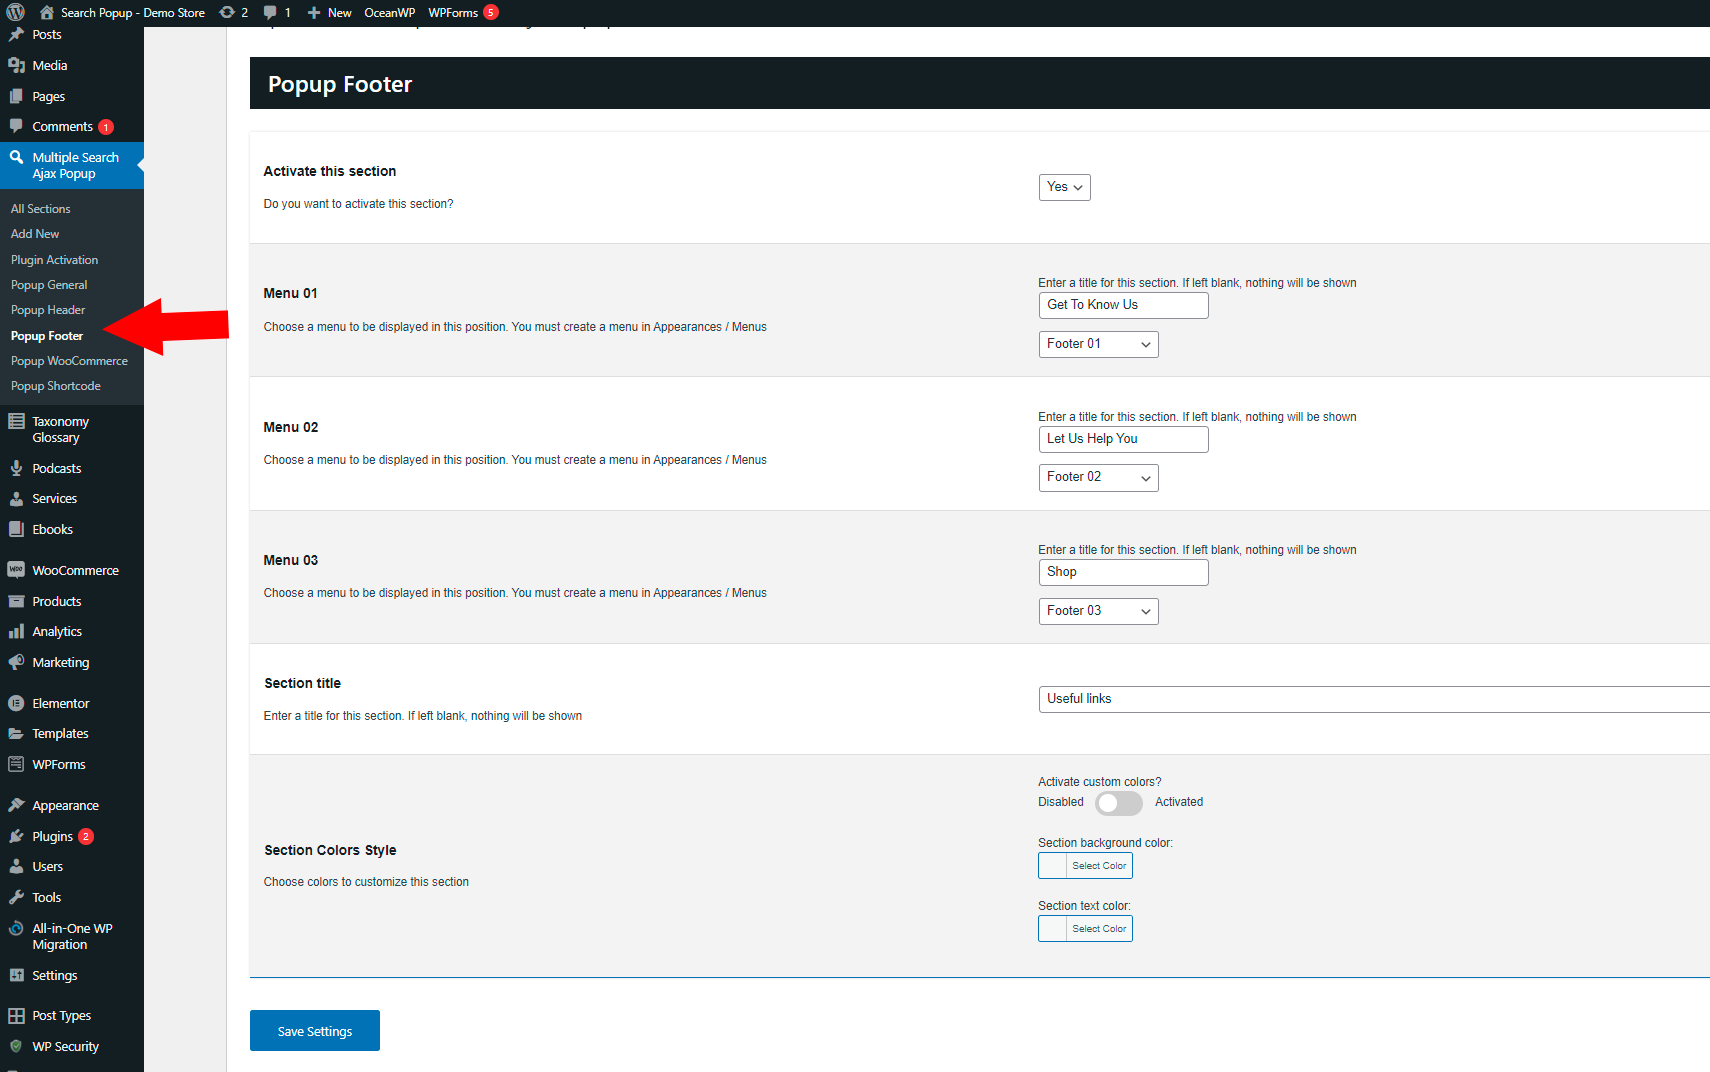 Search Popup - Demo Store 2 1 New OceanWP WPForms 5
Posts
Media
Pages
Comments 1
Multiple Search
Ajax Popup
All Sections
Add New
Plugin Activation
Popup General
Popup Header
Popup Footer
Popup WooCommerce
Popup Shortcode
Taxonomy
Glossary
Podcasts
Services
Ebooks
WooCommerce
Products
Analytics
Marketing
Elementor
Templates
WPForms
Appearance
Plugins 2
Users
Tools
All-in-One WP
Migration
Settings
Post Types
WP Security
Popup Footer
Activate this section
Do you want to activate this section?
Yes
Menu 01
Choose a menu to be displayed in this position. You must create a menu in Appearances / Menus
Enter a title for this section. If left blank, nothing will be shown
Get To Know Us
Footer 01
Menu 02
Choose a menu to be displayed in this position. You must create a menu in Appearances / Menus
Enter a title for this section. If left blank, nothing will be shown
Let Us Help You
Footer 02
Menu 03
Choose a menu to be displayed in this position. You must create a menu in Appearances / Menus
Enter a title for this section. If left blank, nothing will be shown
Shop
Footer 03
Section title
Enter a title for this section. If left blank, nothing will be shown
Useful links
Section Colors Style
Choose colors to customize this section
Activate custom colors?
Disabled Activated
Section background color:
Select Color
Section text color:
Select Color
Save Settings